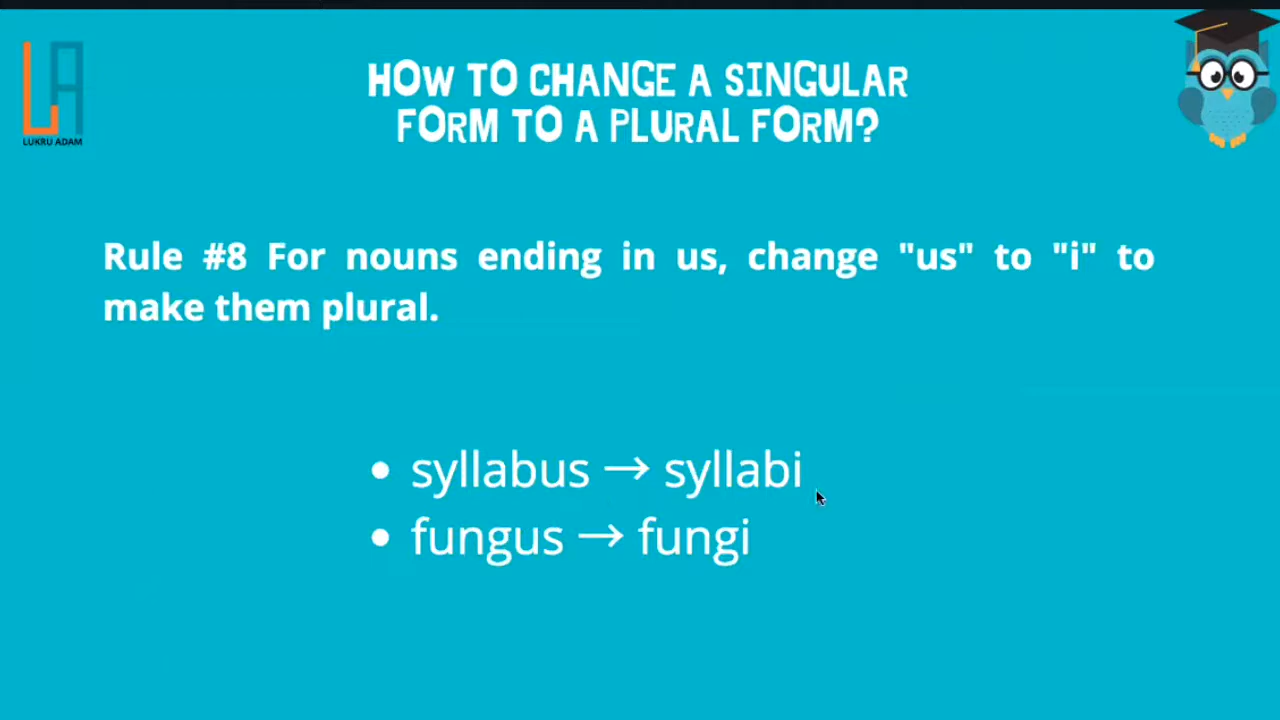 LUKRU ADAM
HOW TO CHANGE A SINGULAR
FORM TO A PLURAL FORM?
Rule #8 For nouns ending in us, change "us" to "i" to
make them plural.
• syllabus → syllabi
• fungus → fungi